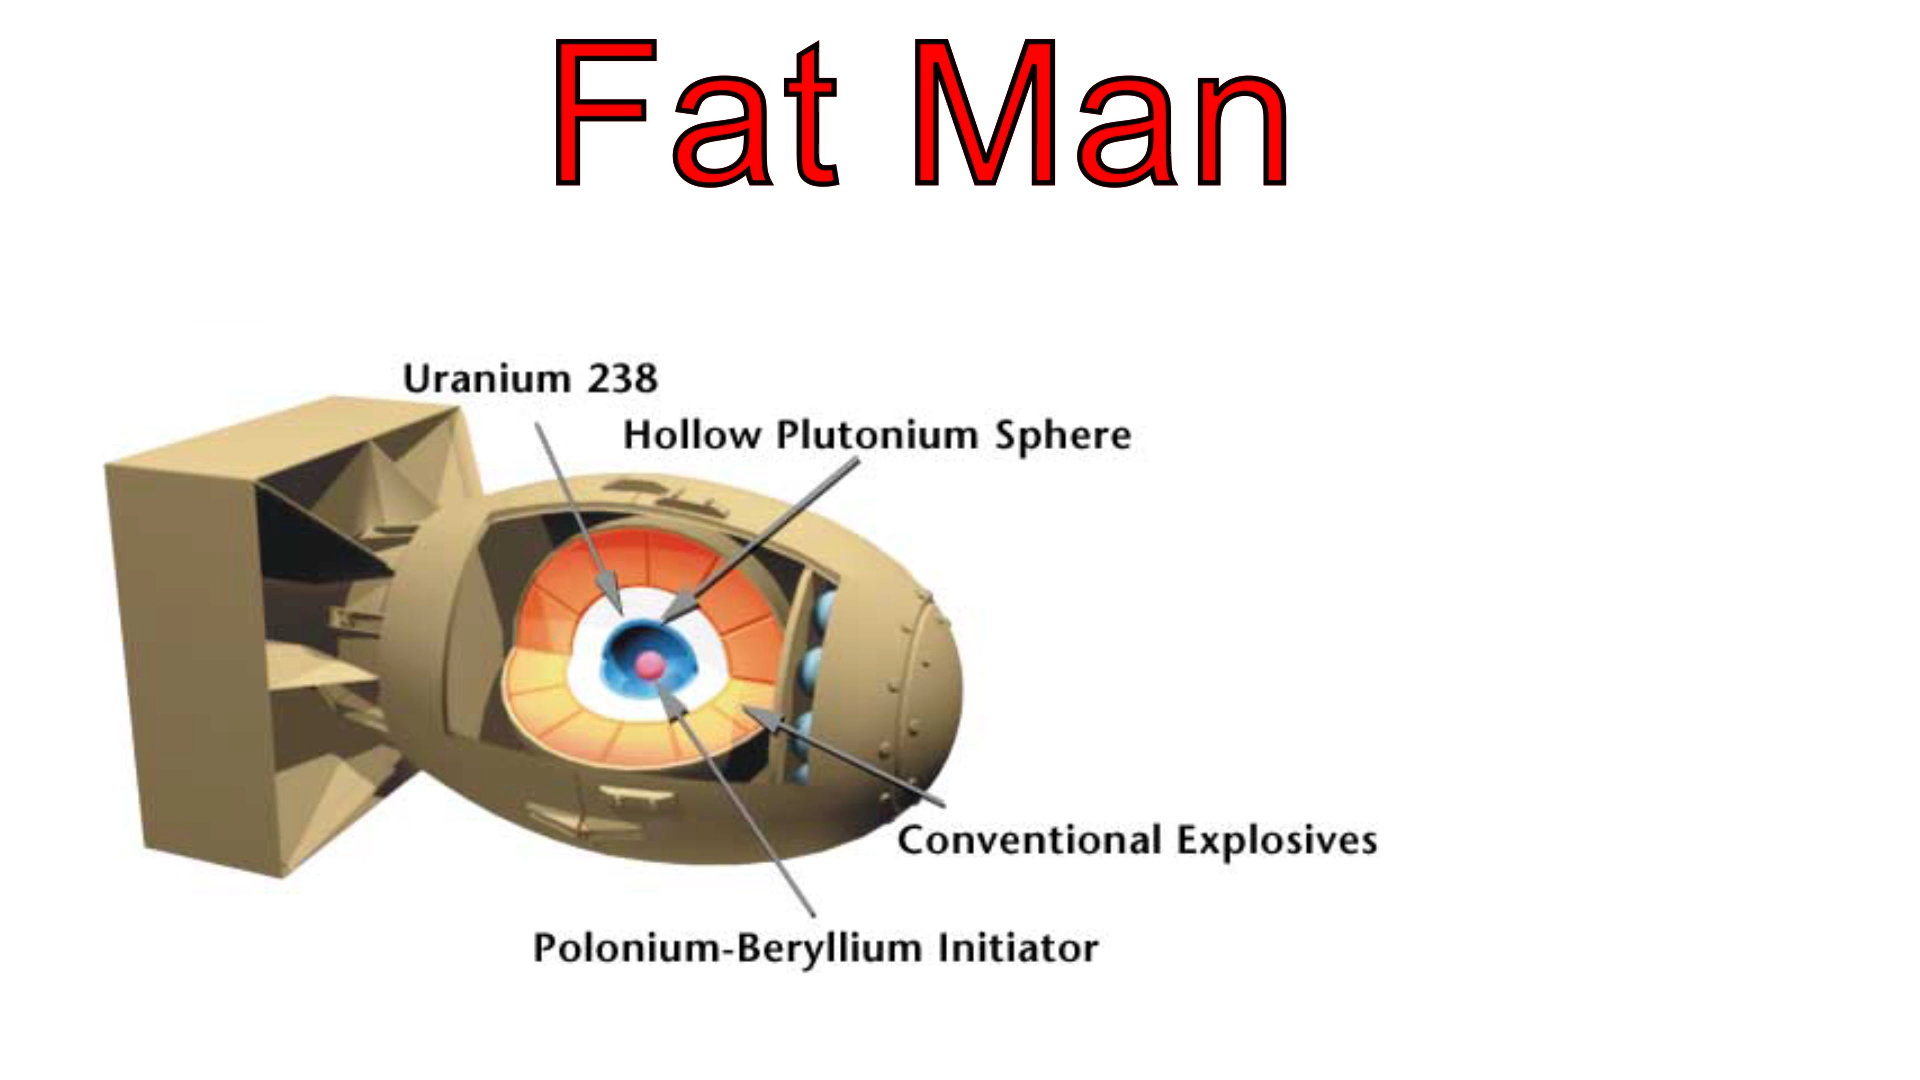 Fat Man
Uranium 238
Hollow Plutonium Sphere
Conventional Explosives
Polonium-Beryllium Initiator